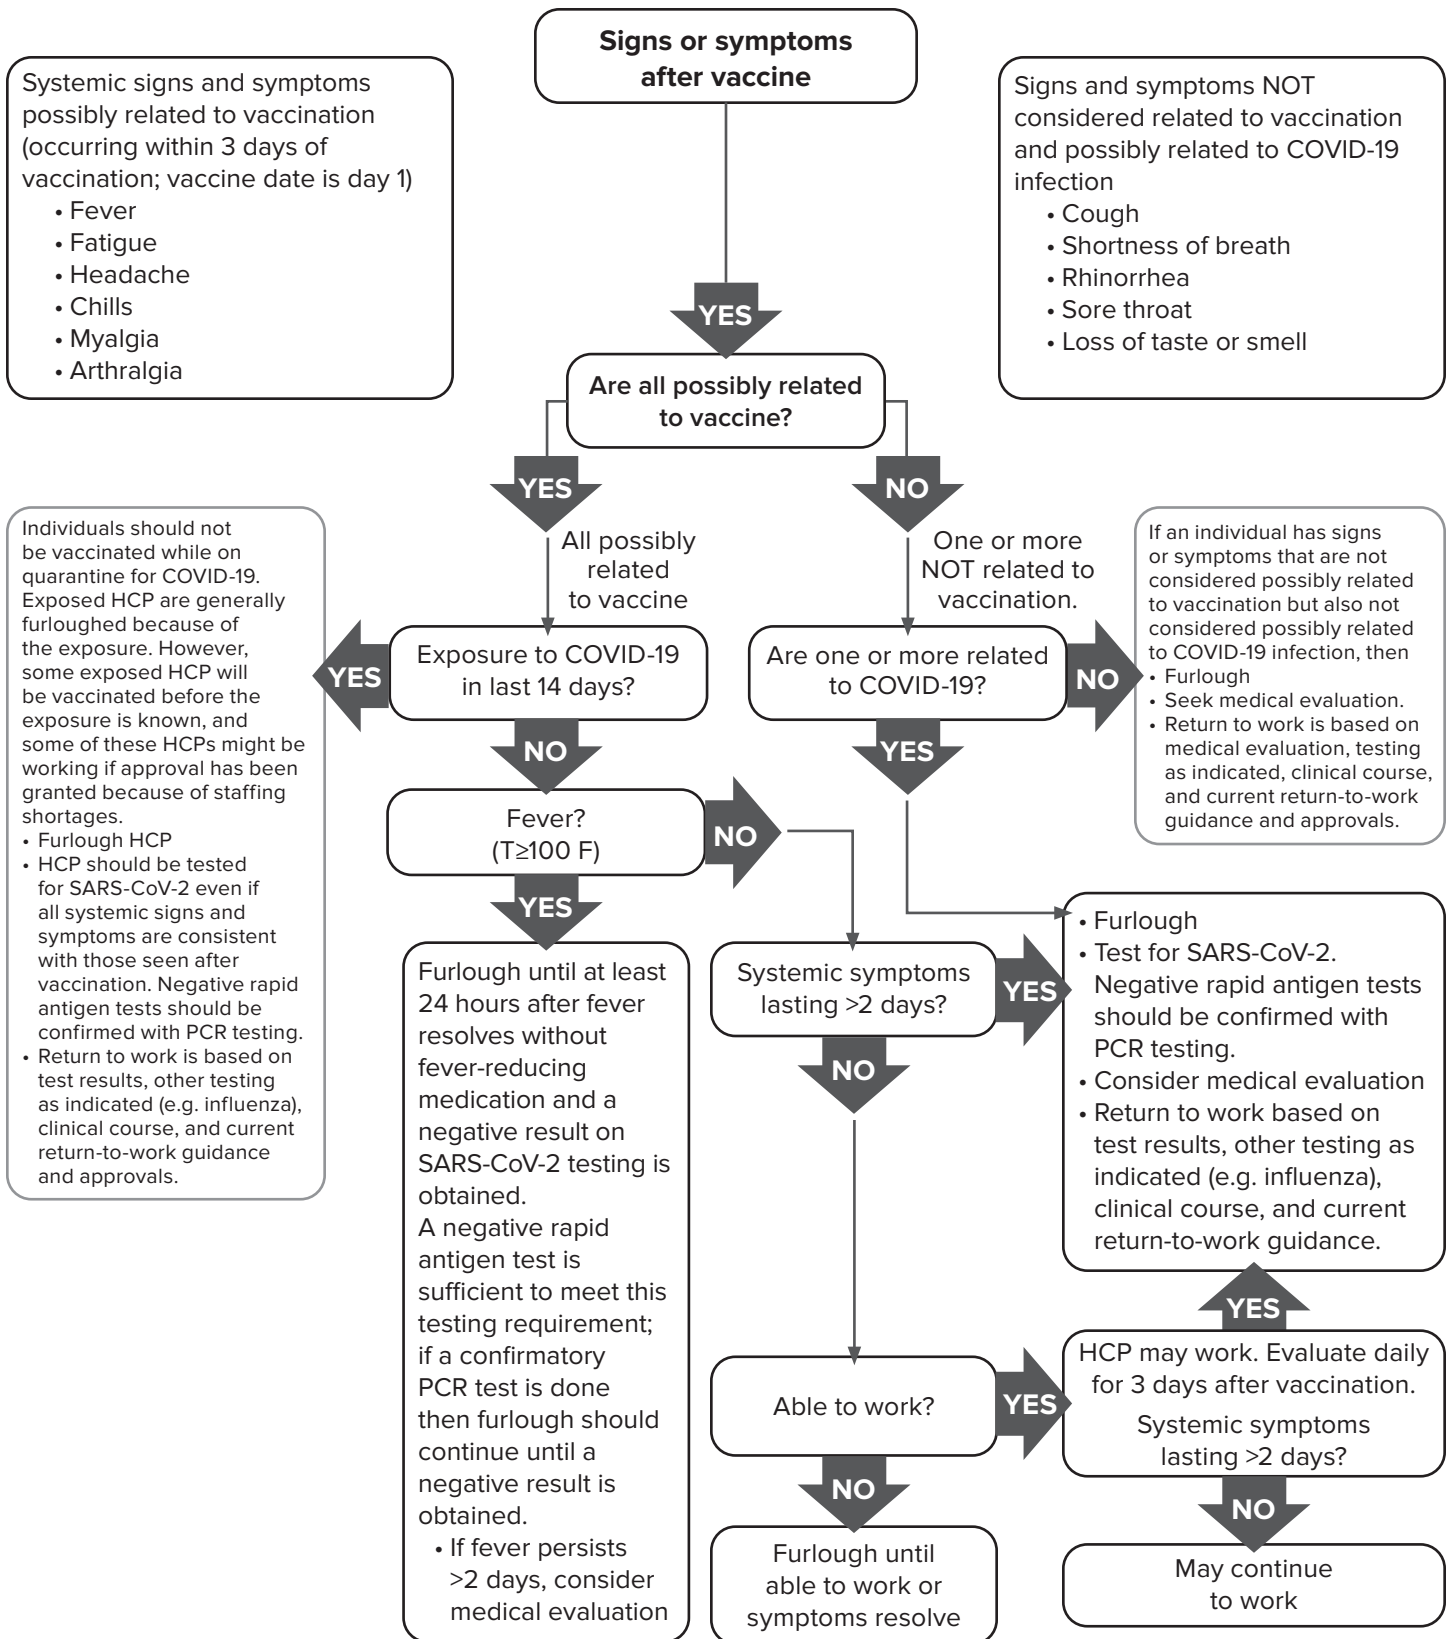 Signs or symptoms
after vaccine
Systemic signs and symptoms
possibly related to vaccination
(occurring within 3 days of
vaccination; vaccine date is day 1)
• Fever
• Fatigue
• Headache
• Chills
• Myalgia
• Arthralgia
Signs and symptoms NOT
considered related to vaccination
and possibly related to COVID-19
infection
• Cough
• Shortness of breath
• Rhinorrhea
• Sore throat
• Loss of taste or smell
YES
Are all possibly related
to vaccine?
YES
NO
All possibly
related
to vaccine
One or more
NOT related to
vaccination.
Individuals should not
be vaccinated while on
quarantine for COVID-19.
Exposed HCP are generally
furloughed because of
the exposure. However,
some exposed HCP will
be vaccinated before the
exposure is known, and
some of these HCPs might be
working if approval has been
granted because of staffing
shortages.
• Furlough HCP
• HCP should be tested
for SARS-CoV-2 even if
all systemic signs and
symptoms are consistent
with those seen after
vaccination. Negative rapid
antigen tests should be
confirmed with PCR testing.
• Return to work is based on
test results, other testing
as indicated (e.g. influenza),
clinical course, and current
return-to-work guidance
and approvals.
YES
Exposure to COVID-19
in last 14 days?
Are one or more related
to COVID-19?
NO
If an individual has signs
or symptoms that are not
considered possibly related
to vaccination but also not
considered possibly related
to COVID-19 infection, then
• Furlough
• Seek medical evaluation.
• Return to work is based on
medical evaluation, testing
as indicated, clinical course,
and current return-to-work
guidance and approvals.
NO
YES
Fever?
(T≥100 F)
NO
YES
Furlough until at least
24 hours after fever
resolves without
fever-reducing
medication and a
negative result on
SARS-CoV-2 testing is
obtained.
A negative rapid
antigen test is
sufficient to meet this
testing requirement;
if a confirmatory
PCR test is done
then furlough should
continue until a
negative result is
obtained.
• If fever persists
>2 days, consider
medical evaluation
Systemic symptoms
lasting >2 days?
YES
NO
• Furlough
• Test for SARS-CoV-2.
Negative rapid antigen tests
should be confirmed with
PCR testing.
• Consider medical evaluation
• Return to work based on
test results, other testing as
indicated (e.g. influenza),
clinical course, and current
return-to-work guidance.
YES
Able to work?
YES
HCP may work. Evaluate daily
for 3 days after vaccination.
Systemic symptoms
lasting >2 days?
NO
NO
Furlough until
able to work or
symptoms resolve
May continue
to work